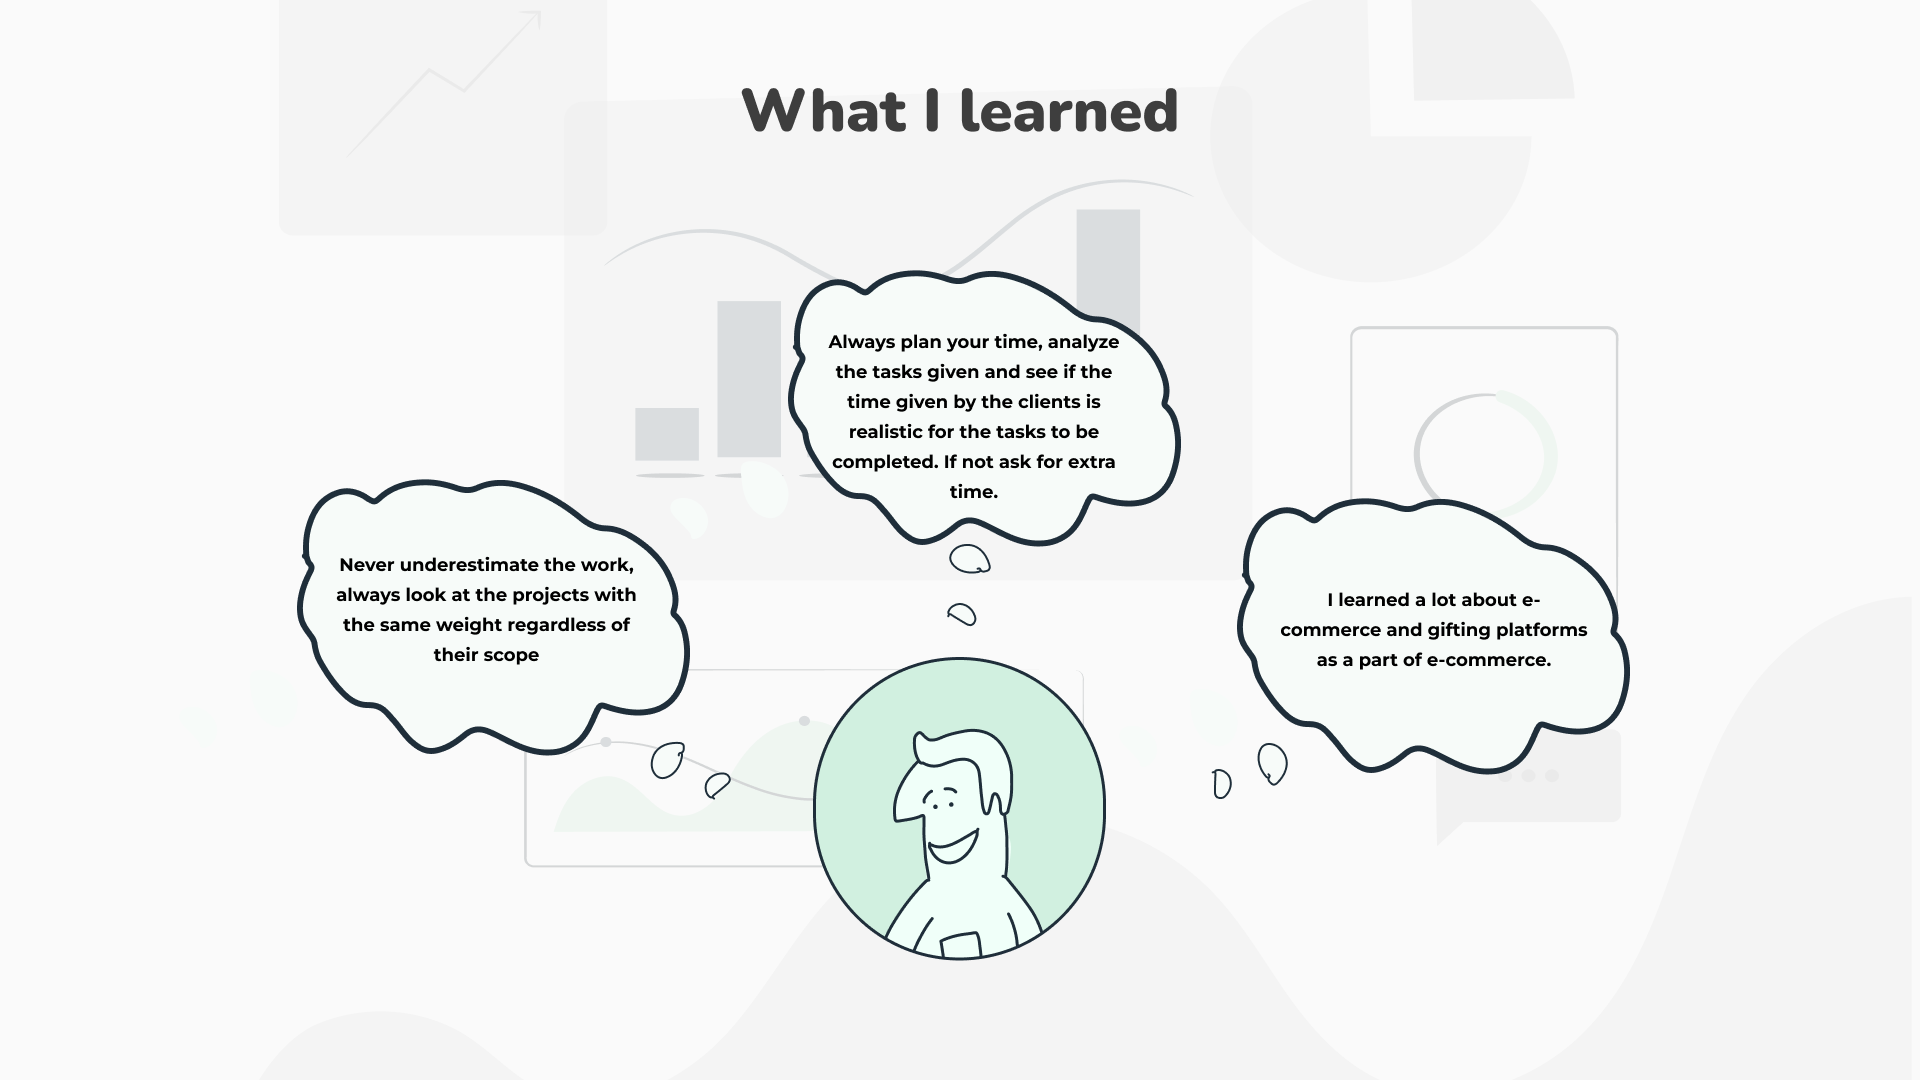 What I learned
Always plan your time, analyze
the tasks given and see if the
time given by the clients is
realistic for the tasks to be
completed. If not ask for extra
time.
Never underestimate the work,
always look at the projects with
the same weight regardless of
their scope
I learned a lot about e-
commerce and gifting platforms
as a part of e-commerce.